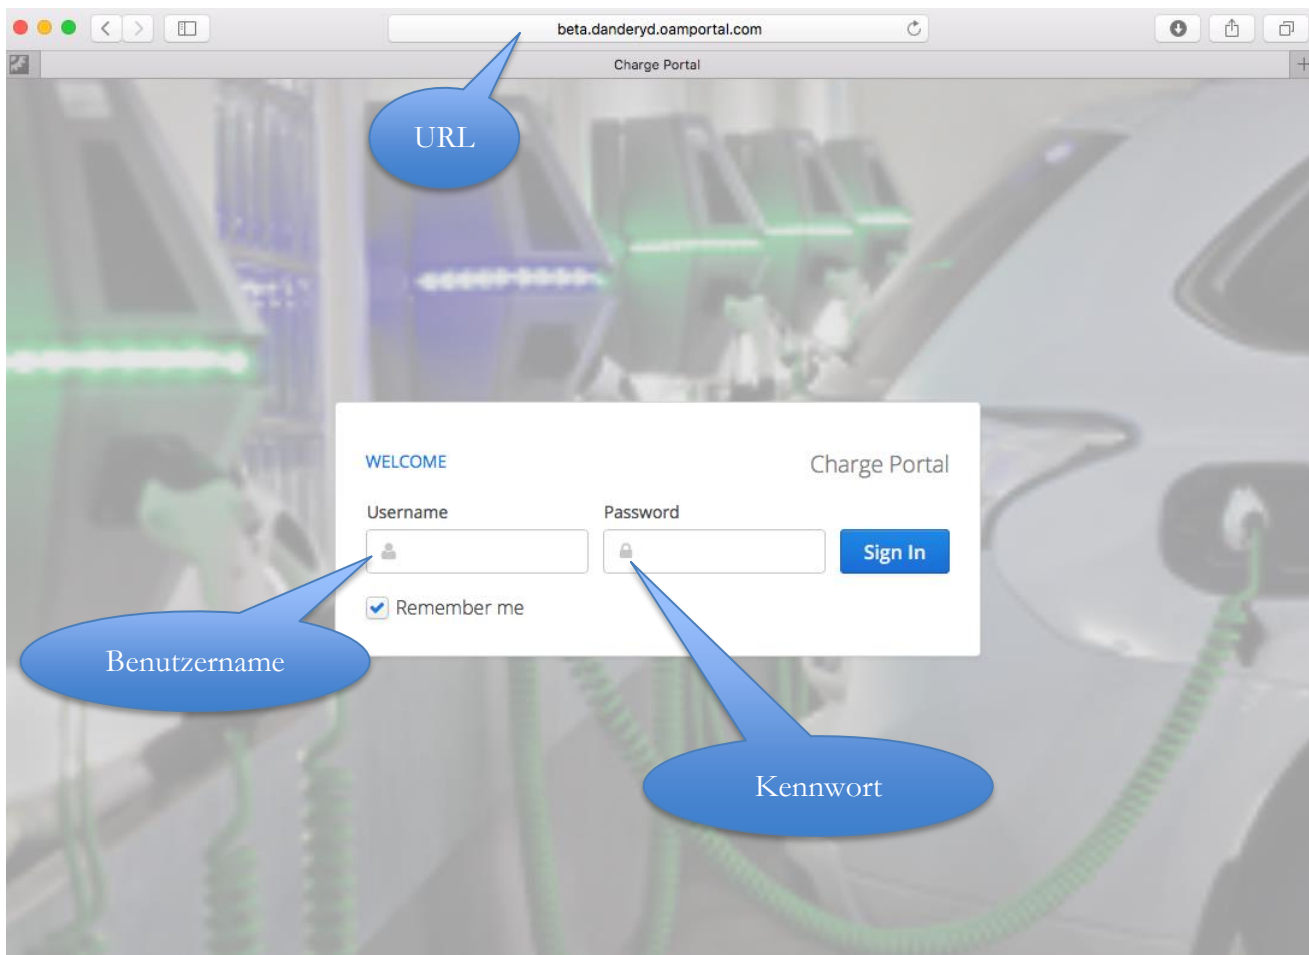 beta.danderyd.oamportal.com
Charge Portal
URL
WELCOME
Charge Portal
Username
Password
Sign In
Remember me
Benutzername
Kennwort